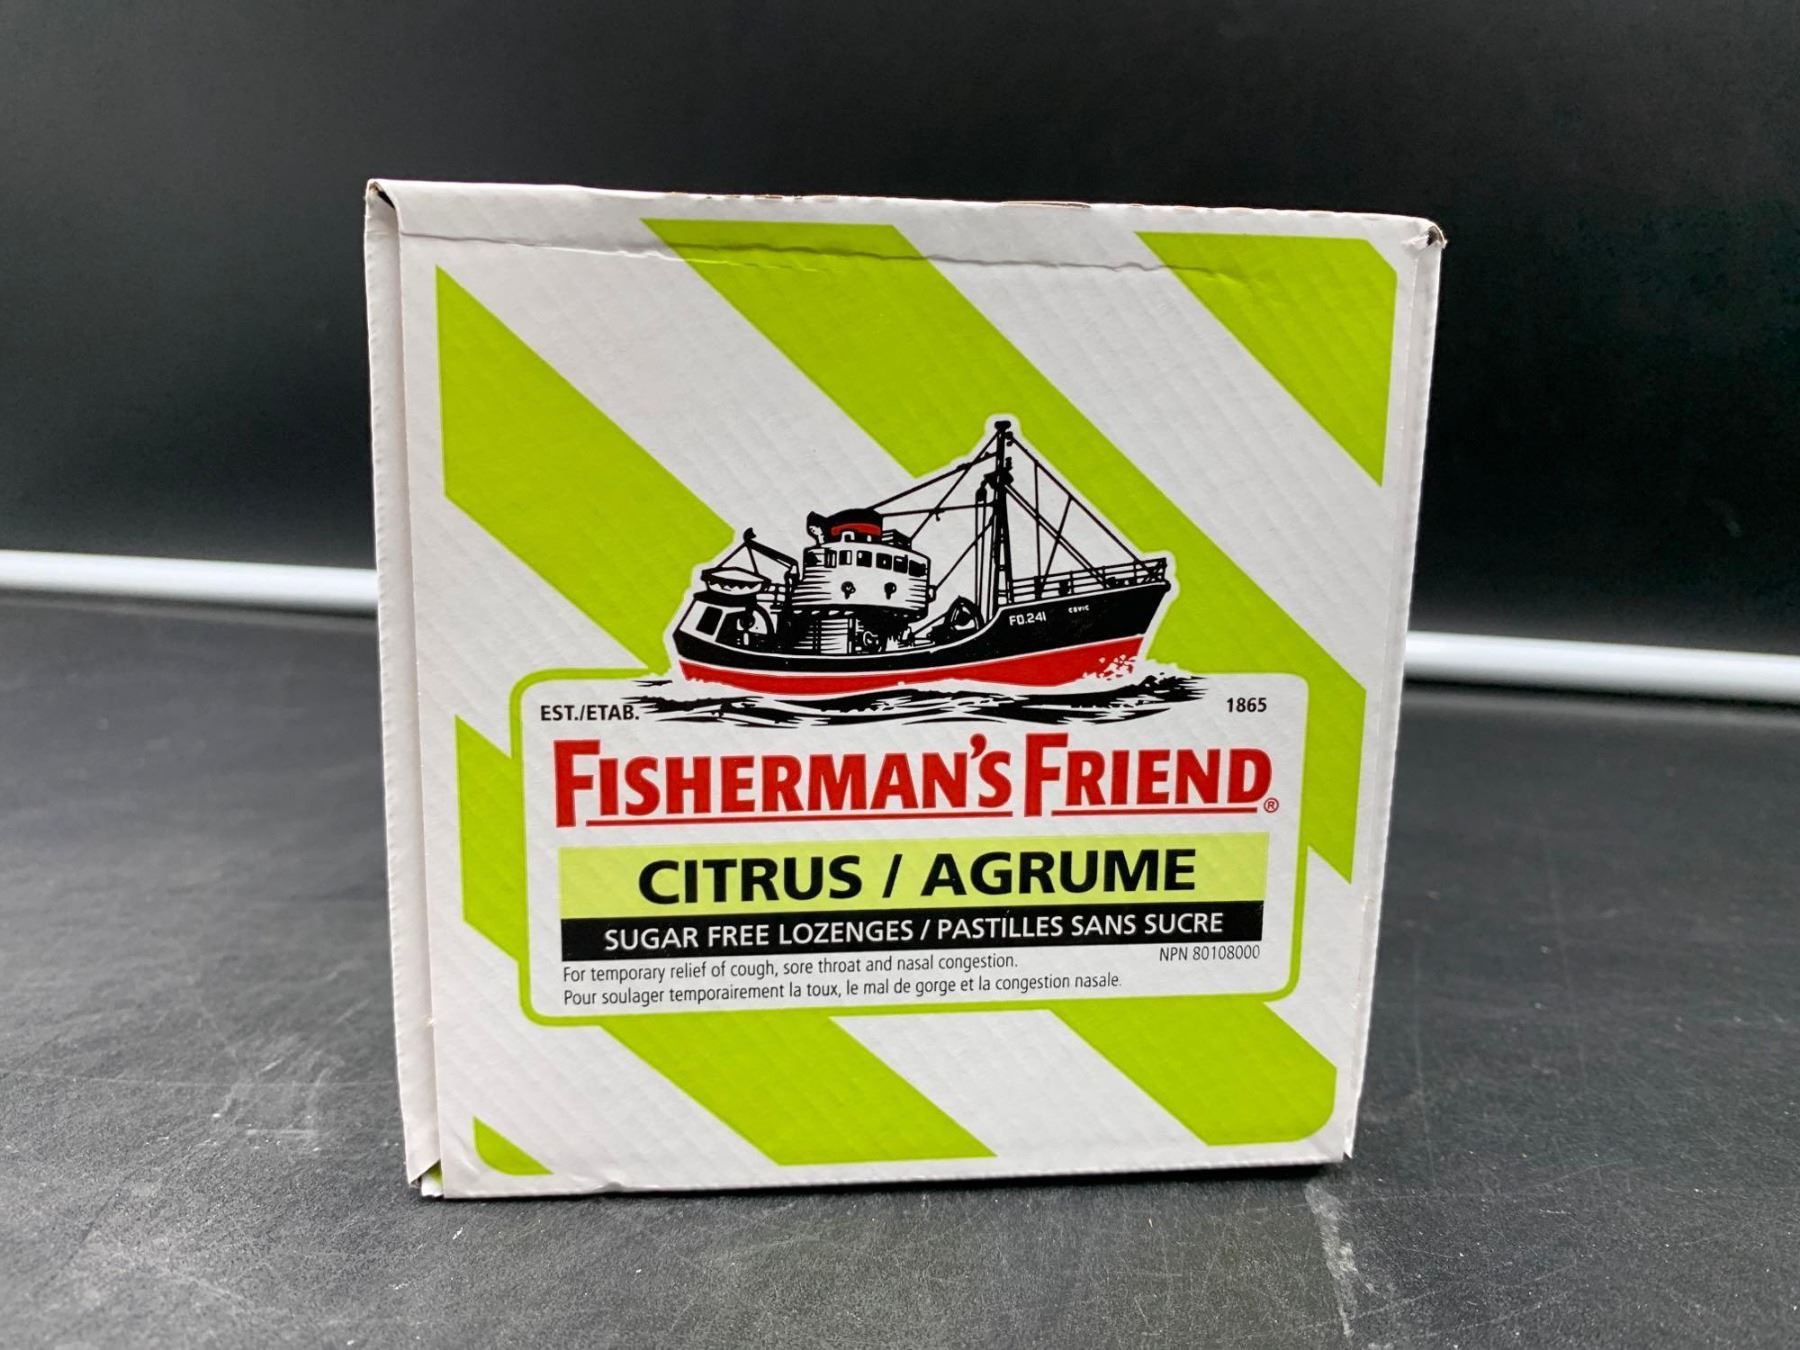 FD.241
COVIC
EST./ETAB.
1865
FISHERMAN'S FRIEND®
CITRUS / AGRUME
SUGAR FREE LOZENGES / PASTILLES SANS SUCRE
NPN 80108000
For temporary relief of cough, sore throat and nasal congestion.
Pour soulager temporairement la toux, le mal de gorge et la congestion nasale.